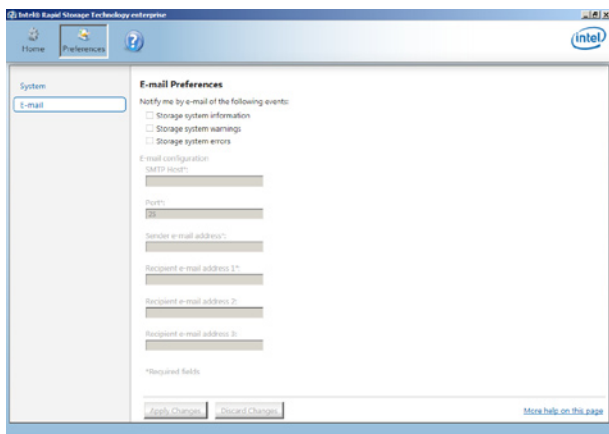 Intel® Rapid Storage Technology enterprise
Home
Preferences
intel
System
E-mail
E-mail Preferences
Notify me by e-mail of the following events:
Storage system information
Storage system warnings
Storage system errors
E-mail configuration
SMTP Host*:
Port*:
25
Sender e-mail address*:
Recipient e-mail address 1*:
Recipient e-mail address 2:
Recipient e-mail address 3:
*Required fields
Apply Changes
Discard Changes
More help on this page